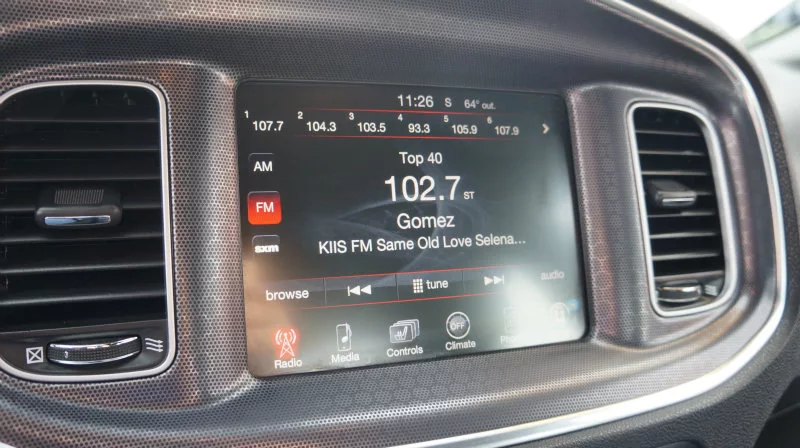 11:26 S 64° out.
1 107.7 2 104.3 3 103.5 4 93.3 5 105.9 6 107.9
AM
Top 40
FM
102.7 ST
Gomez
sxm
KIIS FM Same Old Love Selena...
browse tune audio
Radio Media Controls OFF Climate